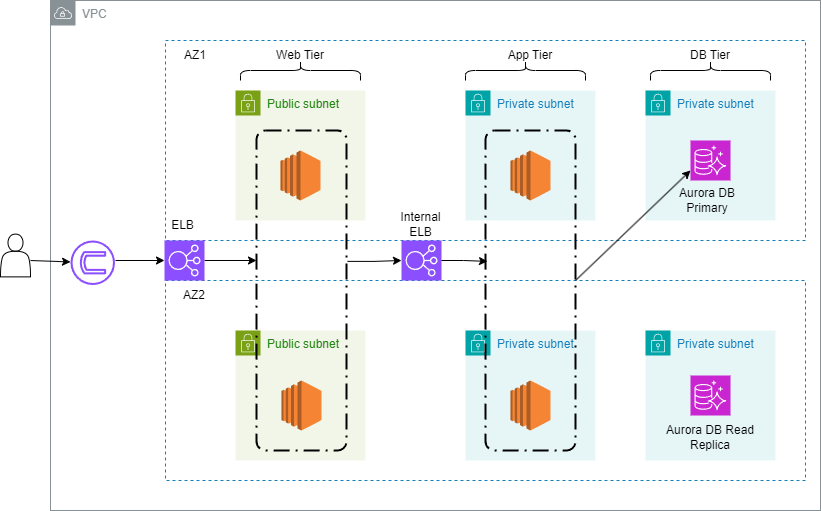 VPC
AZ1
Web Tier
App Tier
DB Tier
Public subnet
Private subnet
Private subnet
Aurora DB
Primary
ELB
Internal
ELB
AZ2
Public subnet
Private subnet
Private subnet
Aurora DB Read
Replica